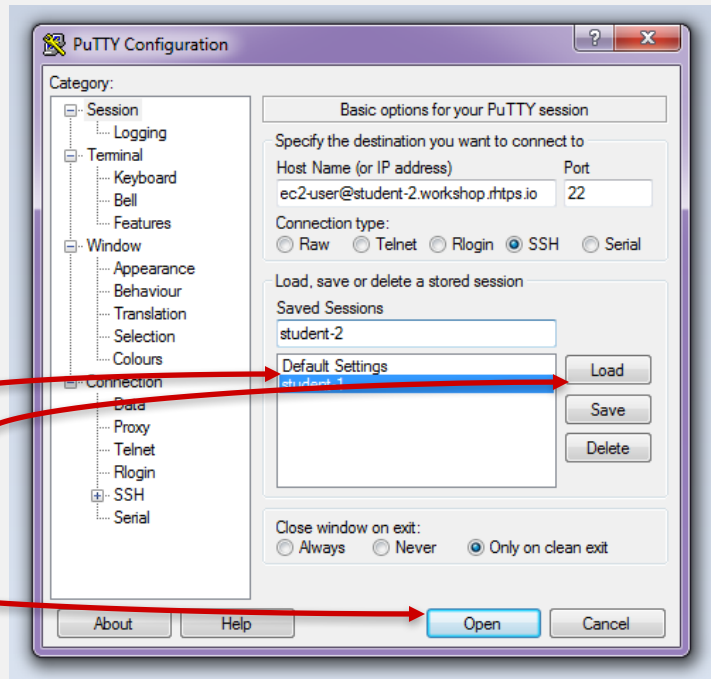 PuTTY Configuration
Category:
Session
Logging
Terminal
Keyboard
Bell
Features
Window
Appearance
Behaviour
Translation
Selection
Colours
Connection
Data
Proxy
Telnet
Rlogin
SSH
Serial
Basic options for your PuTTY session
Specify the destination you want to connect to
Host Name (or IP address) Port
ec2-user@student-2.workshop.rhtps.io 22
Connection type:
Raw Telnet Rlogin SSH Serial
Load, save or delete a stored session
Saved Sessions
student-2
Default Settings
student-1
Load
Save
Delete
Close window on exit:
Always Never Only on clean exit
About Help Open Cancel